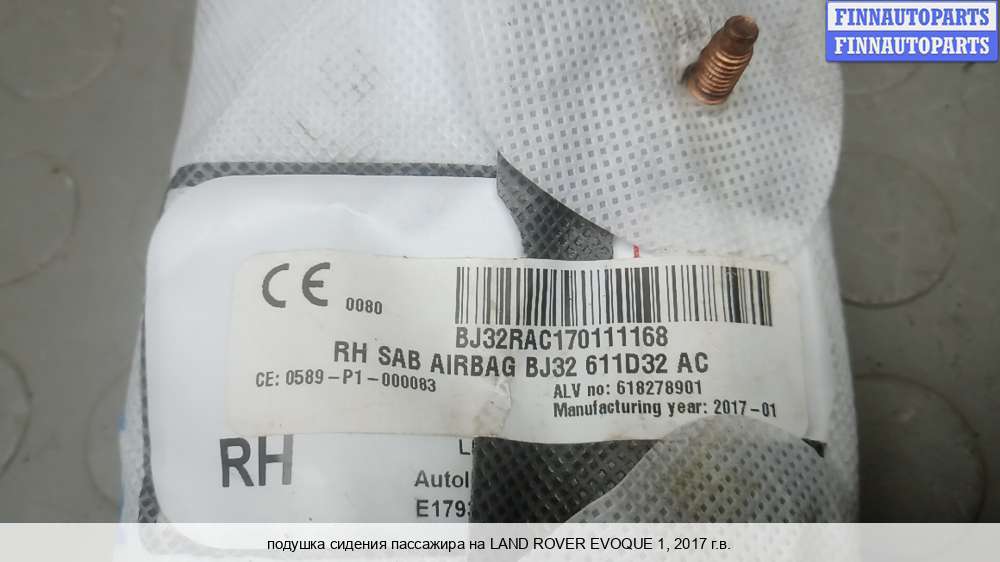 FINNAUTOPARTS
FINNAUTOPARTS
CE 0080
BJ32RAC170111168
RH SAB AIRBAG BJ32 611D32 AC
CE: 0589-P1-000083
ALV no: 618278901
Manufacturing year: 2017-01
RH
подушка сидения пассажира на LAND ROVER EVOQUE 1, 2017 г.в.